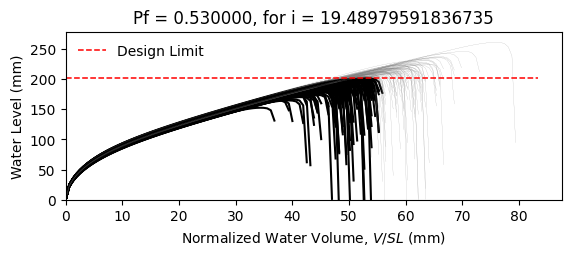 Pf = 0.530000, for i = 19.48979591836735
Design Limit
Water Level (mm)
250
200
150
100
50
0
0 10 20 30 40 50 60 70 80
Normalized Water Volume, V/SL (mm)